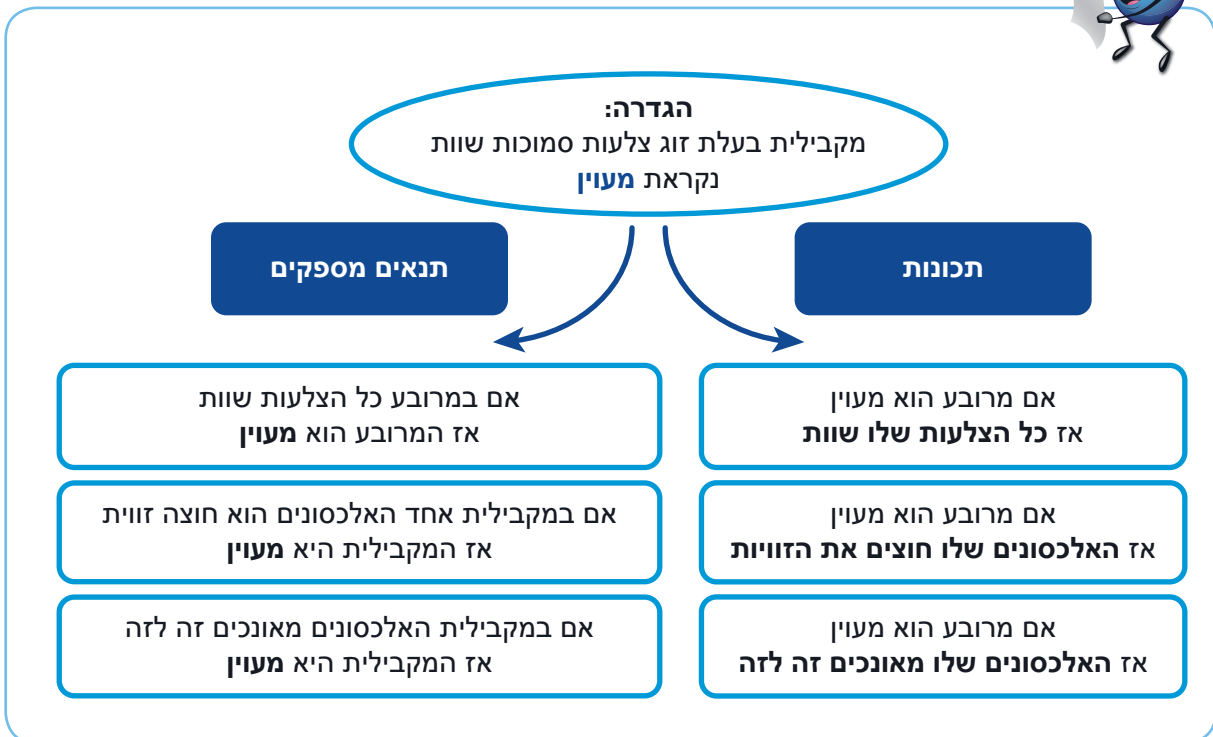 הגדרה:
מקבילית בעלת זוג צלעות סמוכות שוות
נקראת מעוין
תכונות
אם מרובע הוא מעוין
אז כל הצלעות שלו שוות
אם מרובע הוא מעוין
אז האלכסונים שלו חוצים את הזוויות
אם מרובע הוא מעוין
אז האלכסונים שלו מאונכים זה לזה
תנאים מספקים
אם במרובע כל הצלעות שוות
אז המרובע הוא מעוין
אם במקבילית אחד האלכסונים הוא חוצה זווית
אז המקבילית היא מעוין
אם במקבילית האלכסונים מאונכים זה לזה
אז המקבילית היא מעוין